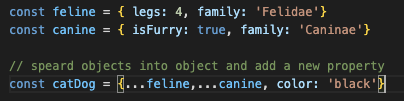 const feline = { legs: 4, family: 'Felidae'}
const canine = { isFurry: true, family: 'Caninae'}
// speard objects into object and add a new property
const catDog = {...feline,...canine, color: 'black'}